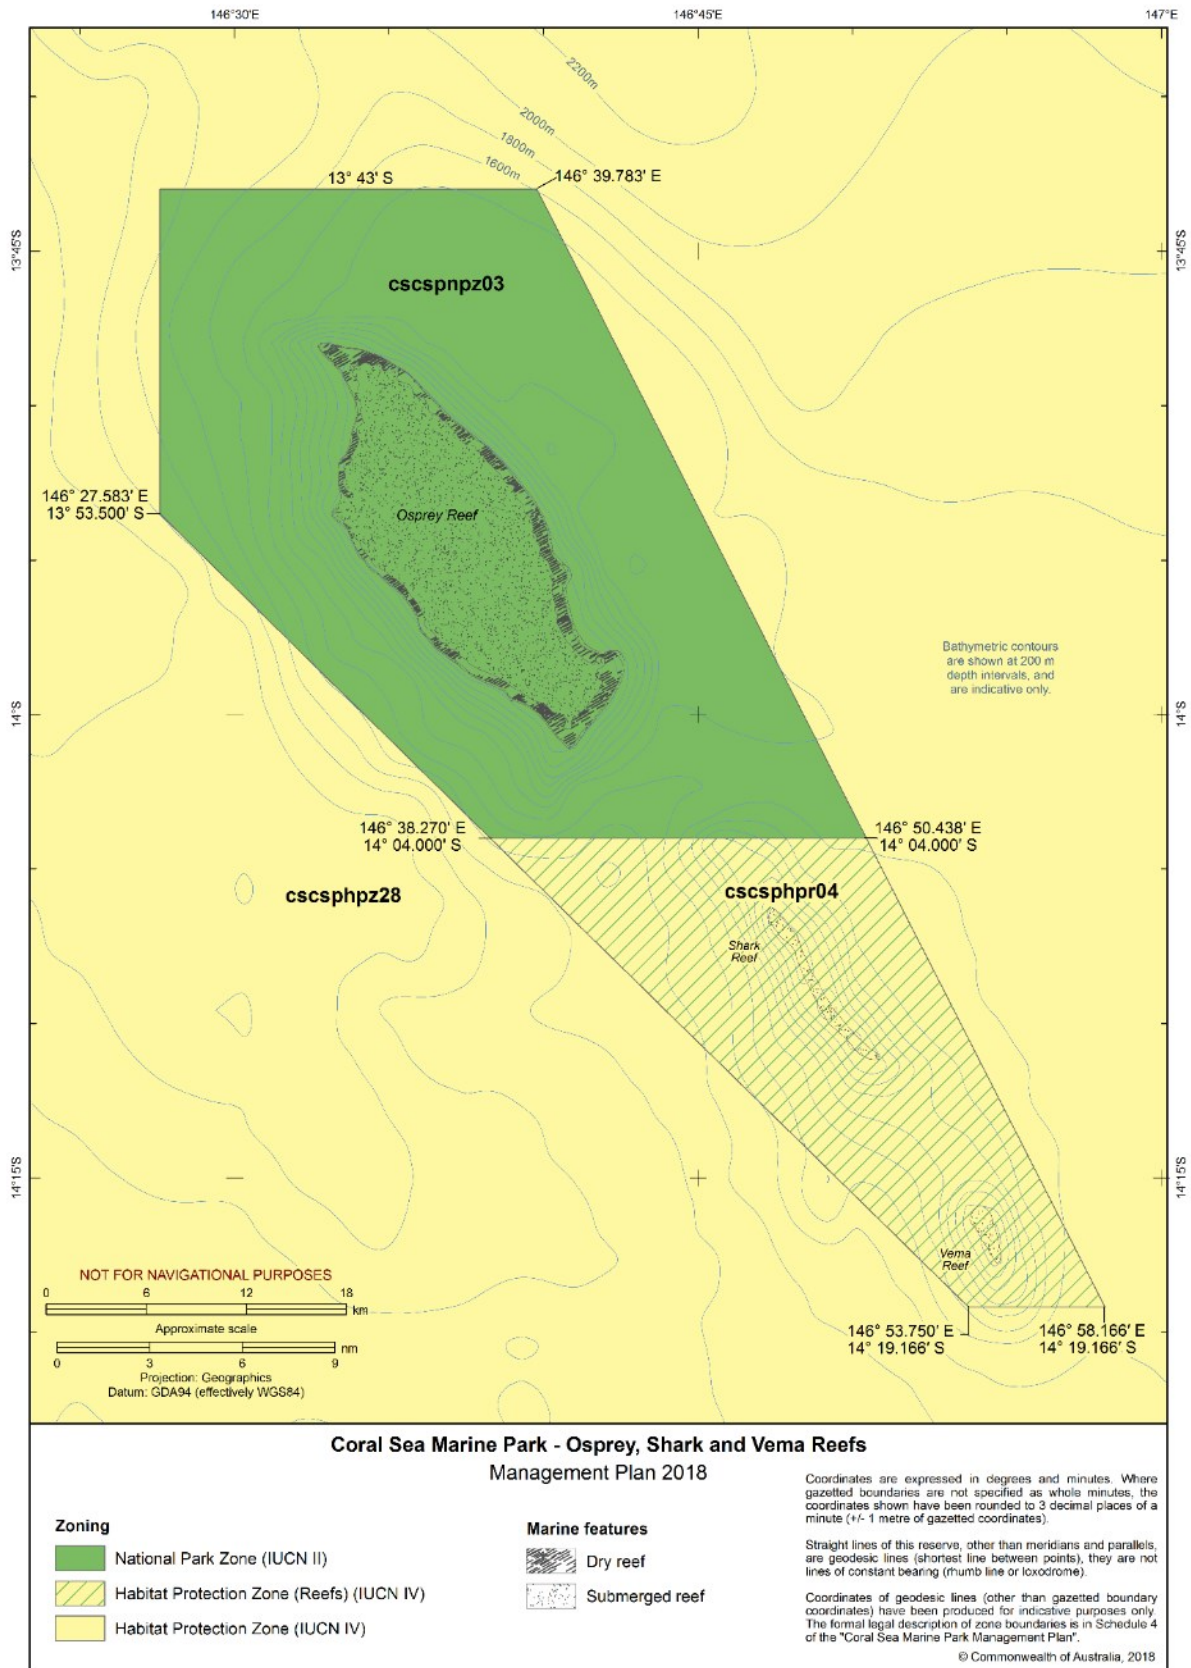 146°30'E
146°45'E
147°E
2200m
2000m
1800m
1600m
13° 43' S
146° 39.783' E
13°45'S
13°45'S
cscspnpz03
146° 27.583' E
13° 53.500' S
Osprey Reef
Bathymetric contours
are shown at 200 m
depth intervals, and
are indicative only.
14°S
14°S
146° 38.270' E
14° 04.000' S
146° 50.438' E
14° 04.000' S
cscsphpz28
cscsphpr04
Shark
Reef
14°15'S
14°15'S
Vema
Reef
NOT FOR NAVIGATIONAL PURPOSES
0 6 12 18
km
Approximate scale
nm
0 3 6 9
Projection: Geographics
Datum: GDA94 (effectively WGS84)
146° 53.750' E
14° 19.166' S
146° 58.166' E
14° 19.166' S
Coral Sea Marine Park - Osprey, Shark and Vema Reefs
Management Plan 2018
Zoning
National Park Zone (IUCN II)
Habitat Protection Zone (Reefs) (IUCN IV)
Habitat Protection Zone (IUCN IV)
Marine features
Dry reef
Submerged reef
Coordinates are expressed in degrees and minutes. Where
gazetted boundaries are not specified as whole minutes, the
coordinates shown have been rounded to 3 decimal places of a
minute (+/- 1 metre of gazetted coordinates).
Straight lines of this reserve, other than meridians and parallels,
are geodesic lines (shortest line between points), they are not
lines of constant bearing (rhumb line or loxodrome).
Coordinates of geodesic lines (other than gazetted boundary
coordinates) have been produced for indicative purposes only.
The formal legal description of zone boundaries is in Schedule 4
of the "Coral Sea Marine Park Management Plan".
© Commonwealth of Australia, 2018